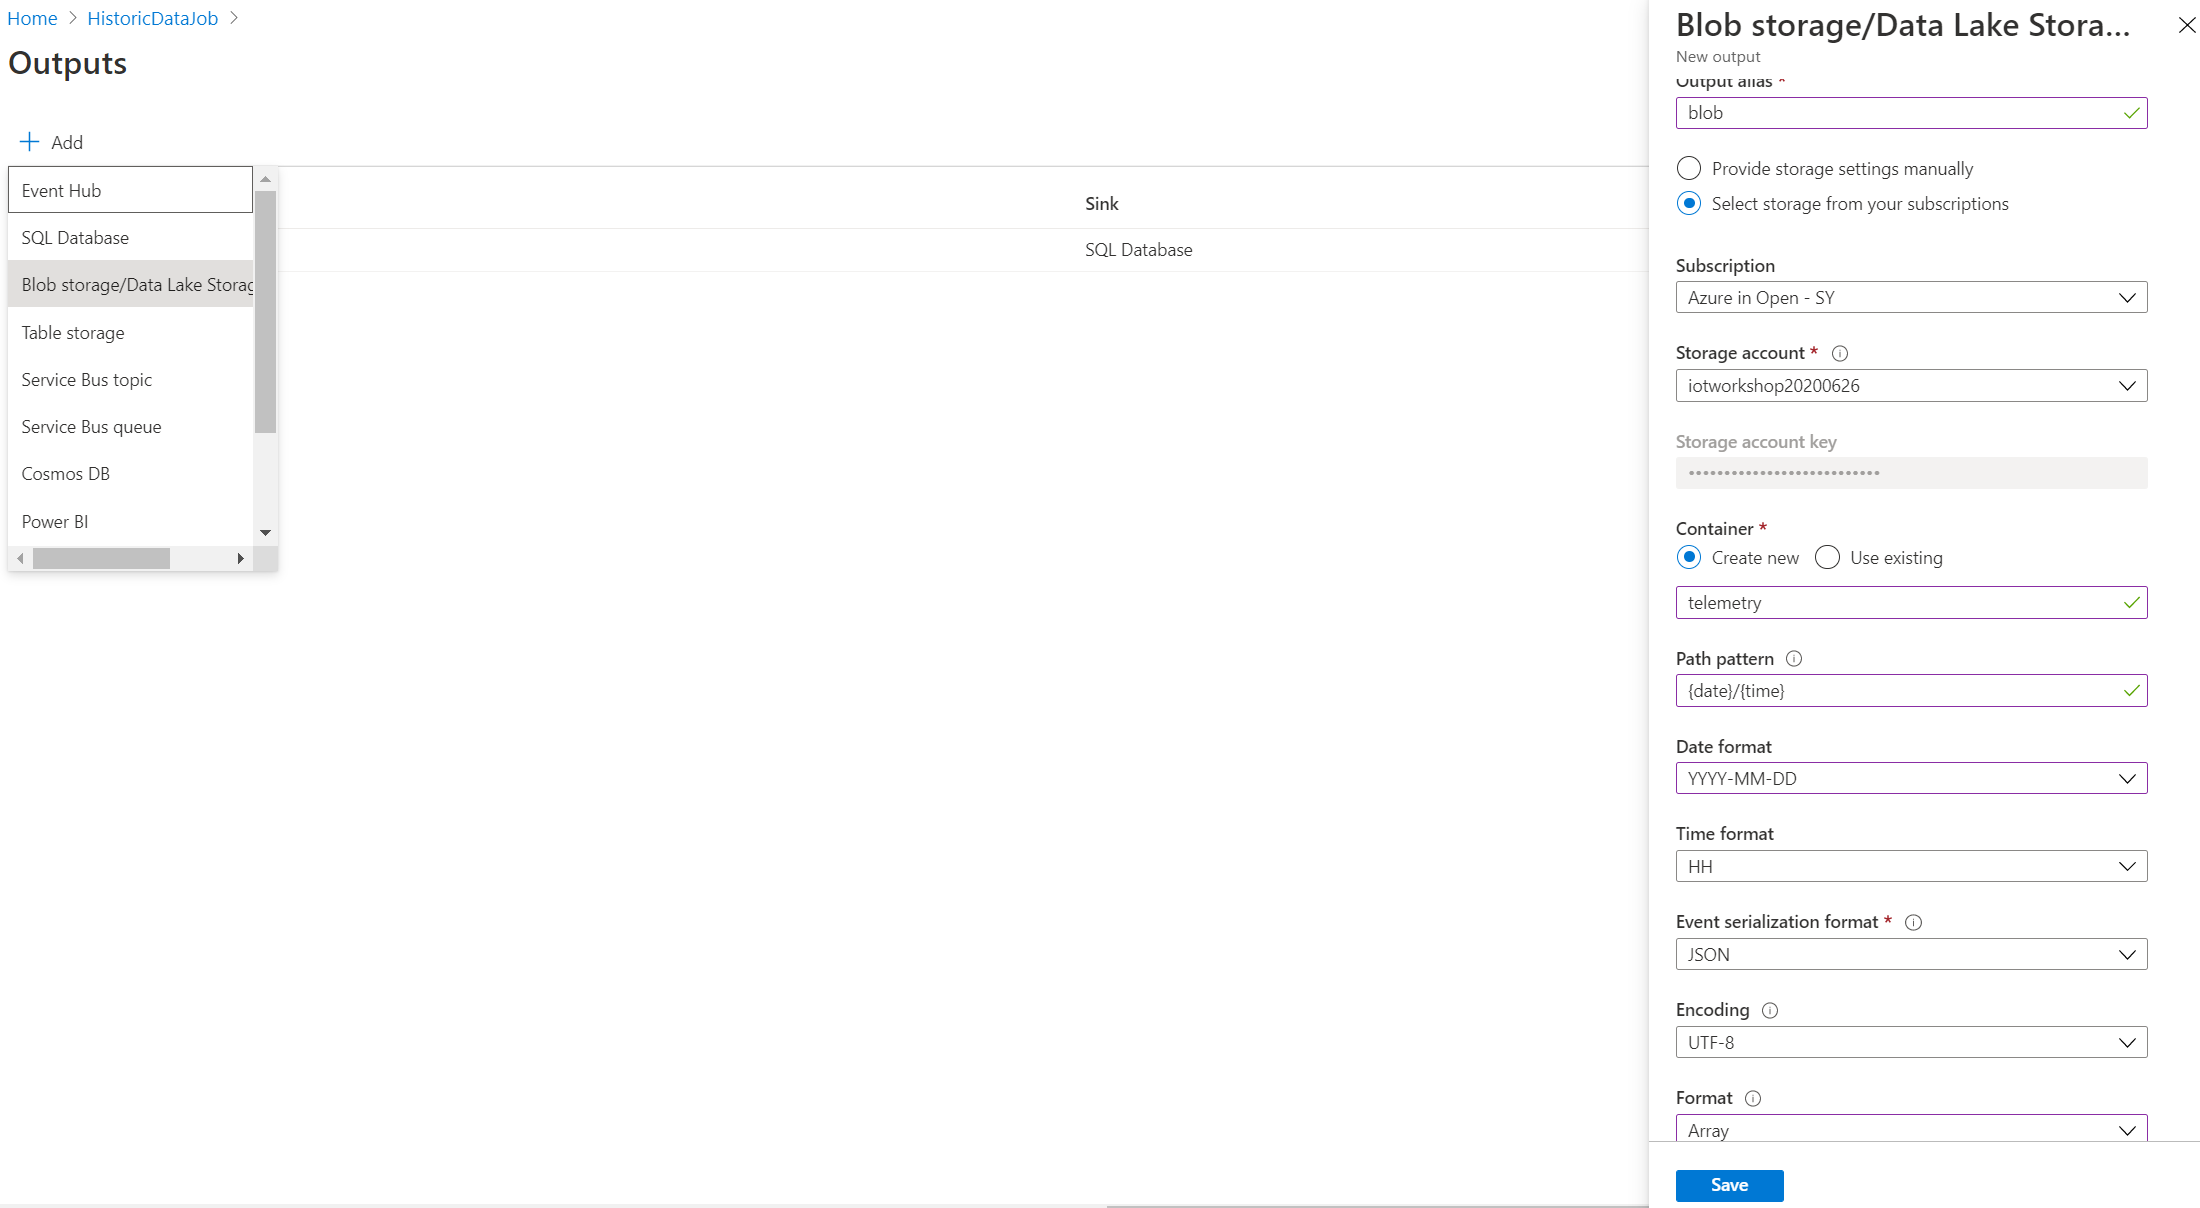 Home > HistoricDataJob >
Outputs
Add
Event Hub
SQL Database
Blob storage/Data Lake Storag
Table storage
Service Bus topic
Service Bus queue
Cosmos DB
Power BI
Sink
SQL Database
Blob storage/Data Lake Stora...
New output
Output alias *
blob
Provide storage settings manually
Select storage from your subscriptions
Subscription
Azure in Open - SY
Storage account *
iotworkshop20200626
Storage account key
•••••••••••••••••••••••••••
Container *
Create new
Use existing
telemetry
Path pattern
{date}/{time}
Date format
YYYY-MM-DD
Time format
HH
Event serialization format *
JSON
Encoding
UTF-8
Format
Array
Save